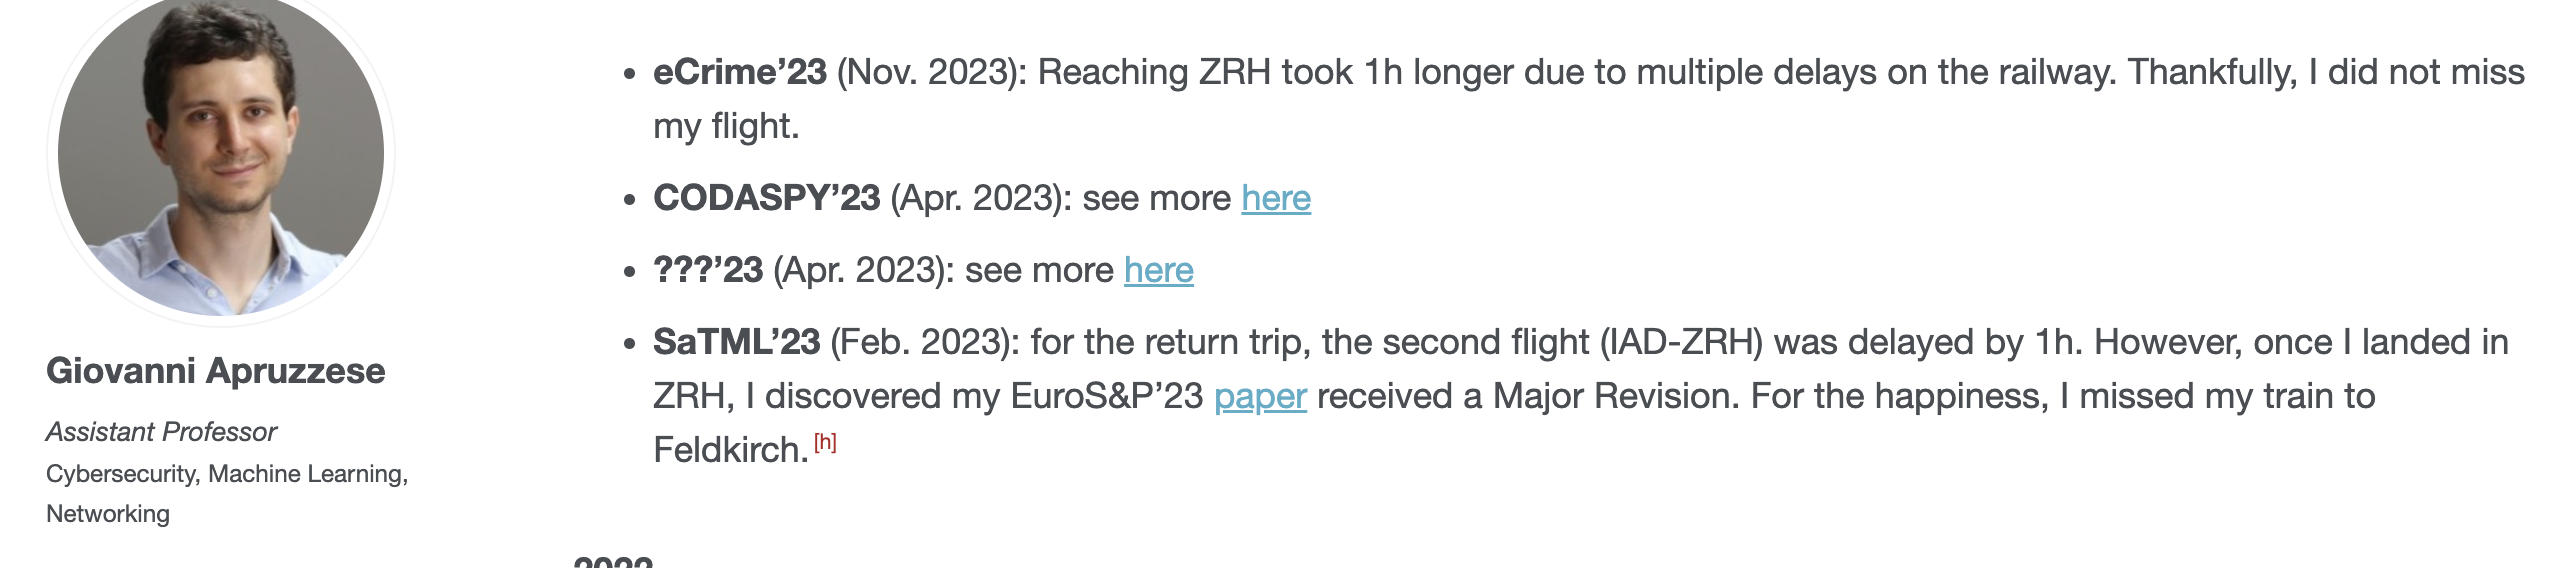 eCrime’23 (Nov. 2023): Reaching ZRH took 1h longer due to multiple delays on the railway. Thankfully, I did not miss
my flight.
CODASPY’23 (Apr. 2023): see more here
???’23 (Apr. 2023): see more here
SaTML’23 (Feb. 2023): for the return trip, the second flight (IAD-ZRH) was delayed by 1h. However, once I landed in
ZRH, I discovered my EuroS&P’23 paper received a Major Revision. For the happiness, I missed my train to
Feldkirch. [h]
Giovanni Apruzzese
Assistant Professor
Cybersecurity, Machine Learning,
Networking